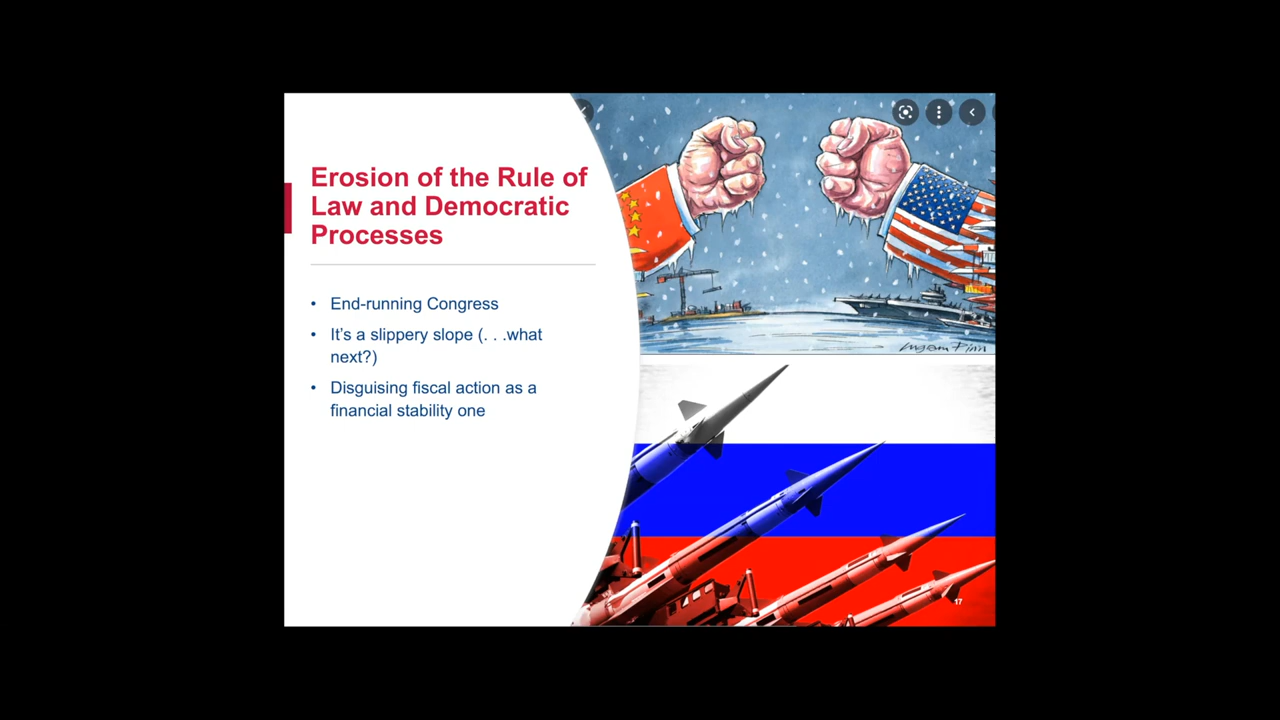 Erosion of the Rule of
Law and Democratic
Processes
• End-running Congress
• It's a slippery slope (. . .what
next?)
• Disguising fiscal action as a
financial stability one
17